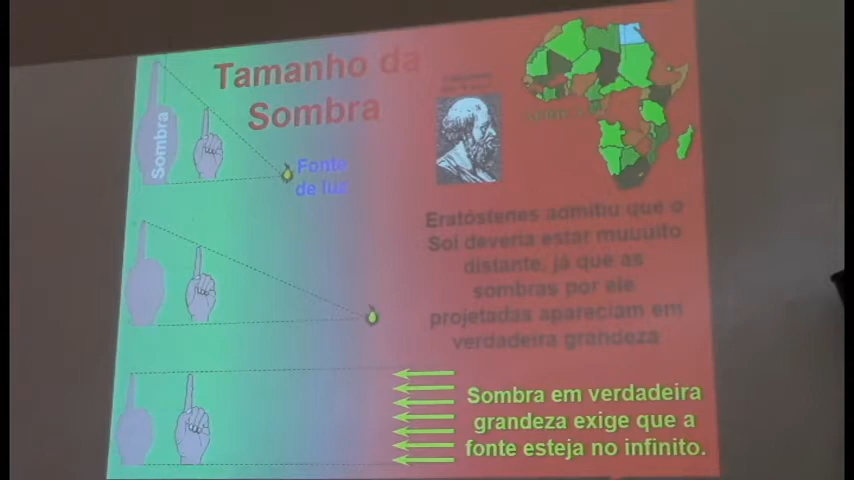 Tamanho da
Sombra
Sombra
Fonte
de luz
Eratóstenes admitiu que o
Sol deveria estar muuuito
distante, já que as
sombras por ele
projetadas apareciam em
verdadeira grandeza
Sombra em verdadeira
grandeza exige que a
fonte esteja no infinito.